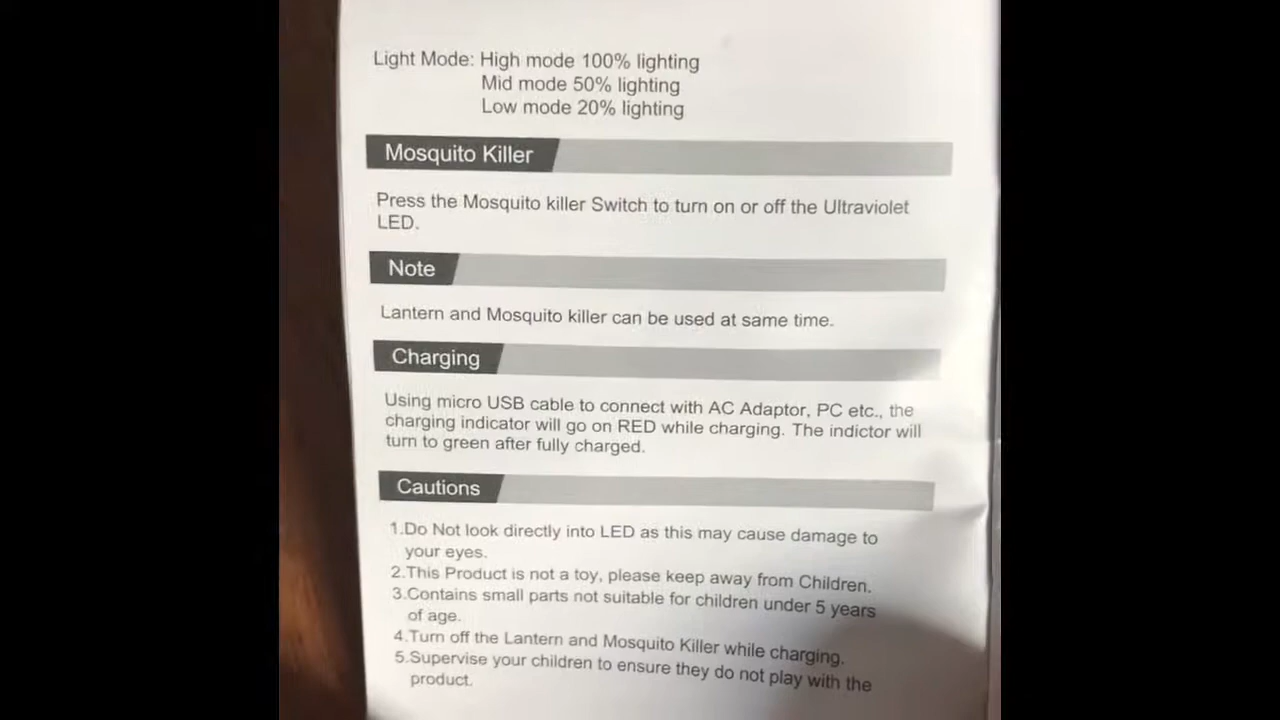 Light Mode: High mode 100% lighting
Mid mode 50% lighting
Low mode 20% lighting
Mosquito Killer
Press the Mosquito killer Switch to turn on or off the Ultraviolet
LED.
Note
Lantern and Mosquito killer can be used at same time.
Charging
Using micro USB cable to connect with AC Adaptor, PC etc., the
charging indicator will go on RED while charging. The indictor will
turn to green after fully charged.
Cautions
1.Do Not look directly into LED as this may cause damage to
your eyes.
2.This Product is not a toy, please keep away from Children.
3.Contains small parts not suitable for children under 5 years
of age.
4.Turn off the Lantern and Mosquito Killer while charging.
5.Supervise your children to ensure they do not play with the
product.